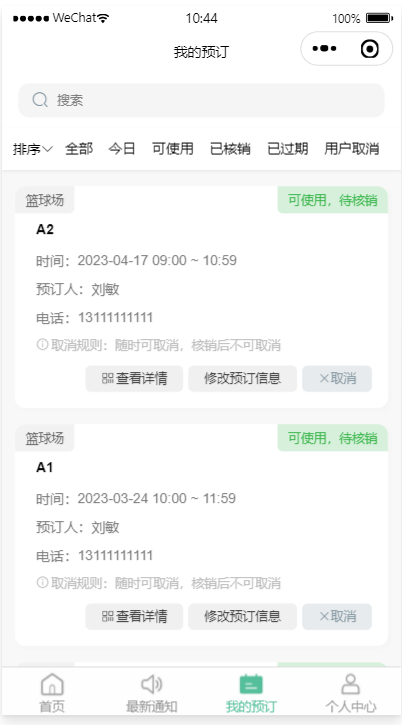 WeChat 10:44 100%
我的预订
搜索
排序 全部 今日 可使用 已核销 已过期 用户取消
篮球场 可使用，待核销
A2
时间：2023-04-17 09:00 ~ 10:59
预订人：刘敏
电话：13111111111
取消规则：随时可取消，核销后不可取消
查看详情 修改预订信息 ×取消
篮球场 可使用，待核销
A1
时间：2023-03-24 10:00 ~ 11:59
预订人：刘敏
电话：13111111111
取消规则：随时可取消，核销后不可取消
查看详情 修改预订信息 ×取消
首页 最新通知 我的预订 个人中心